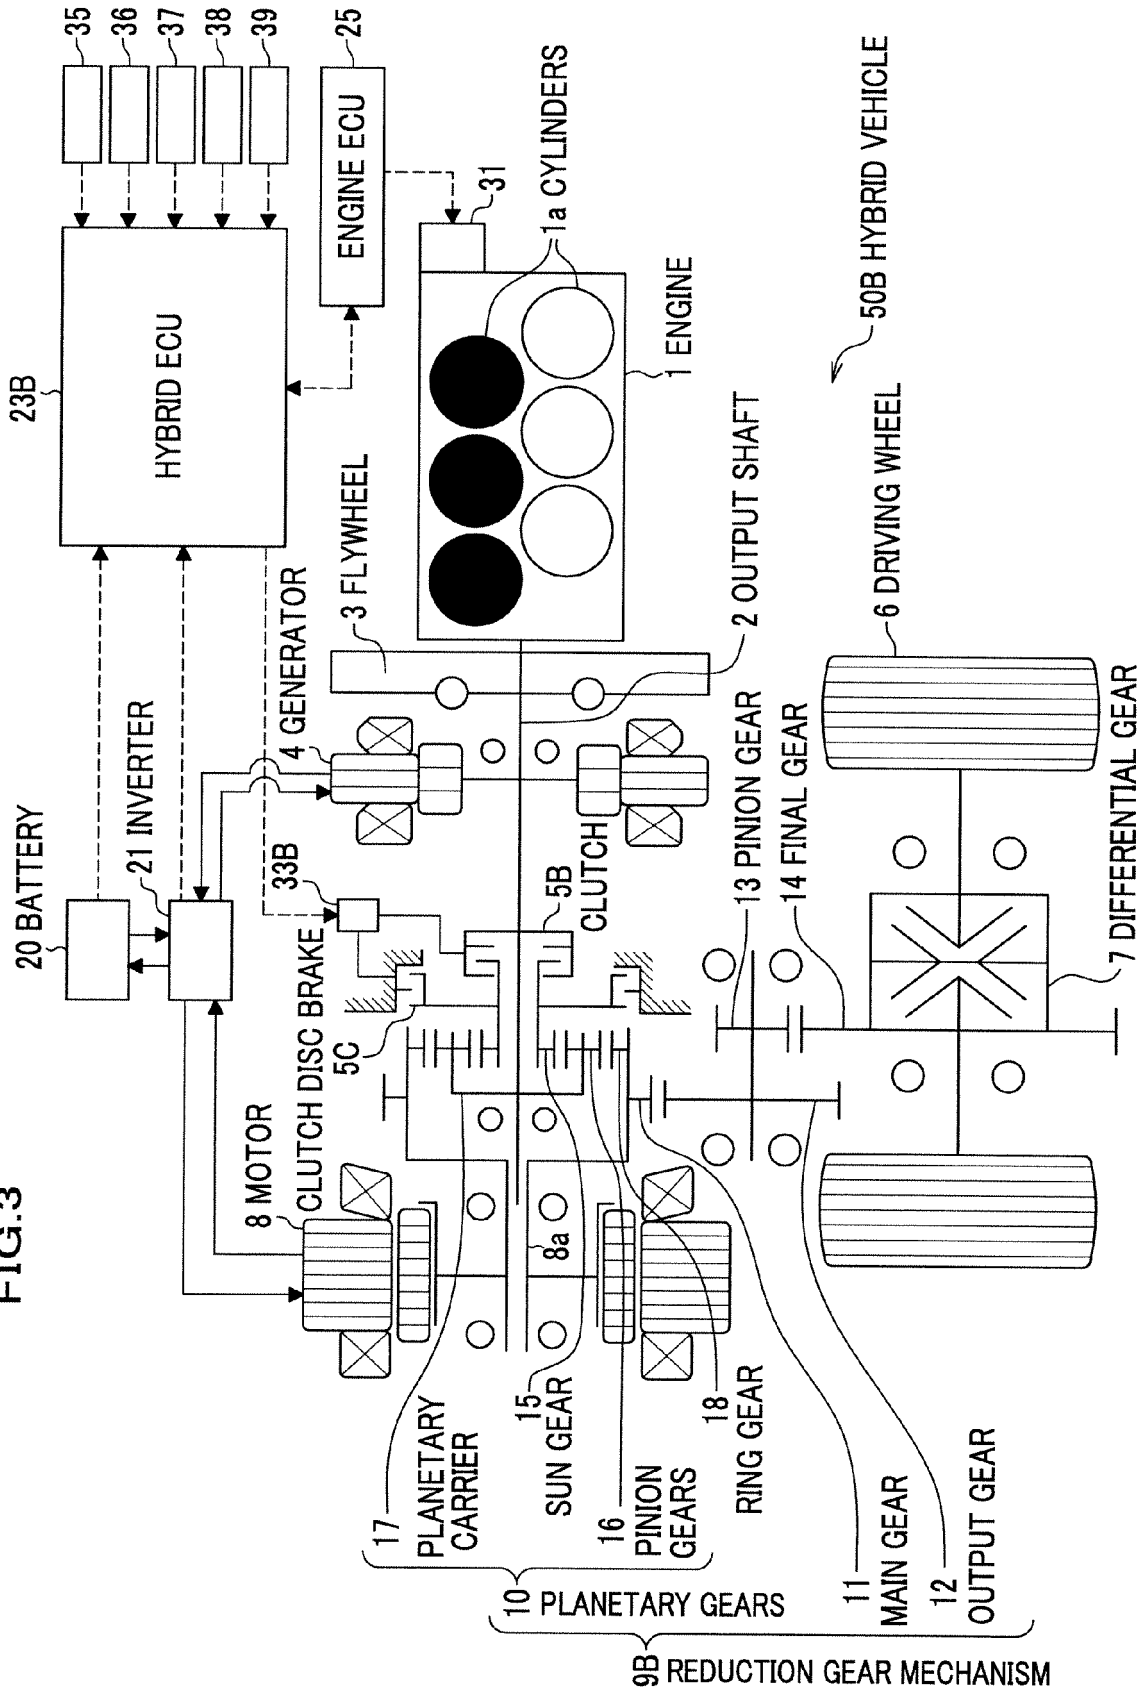 FIG.3
35
36
37
38
39
25
23B
HYBRID ECU
ENGINE ECU
31
1a CYLINDERS
1 ENGINE
50B HYBRID VEHICLE
20 BATTERY
21 INVERTER
4 GENERATOR
3 FLYWHEEL
2 OUTPUT SHAFT
6 DRIVING WHEEL
33B
5B
CLUTCH
13 PINION GEAR
14 FINAL GEAR
7 DIFFERENTIAL GEAR
8 MOTOR
CLUTCH DISC BRAKE
5C
8a
17
PLANETARY
CARRIER
15
SUN GEAR
16
PINION
GEARS
18
RING GEAR
10 PLANETARY GEARS
11
MAIN GEAR
12
OUTPUT GEAR
9B REDUCTION GEAR MECHANISM